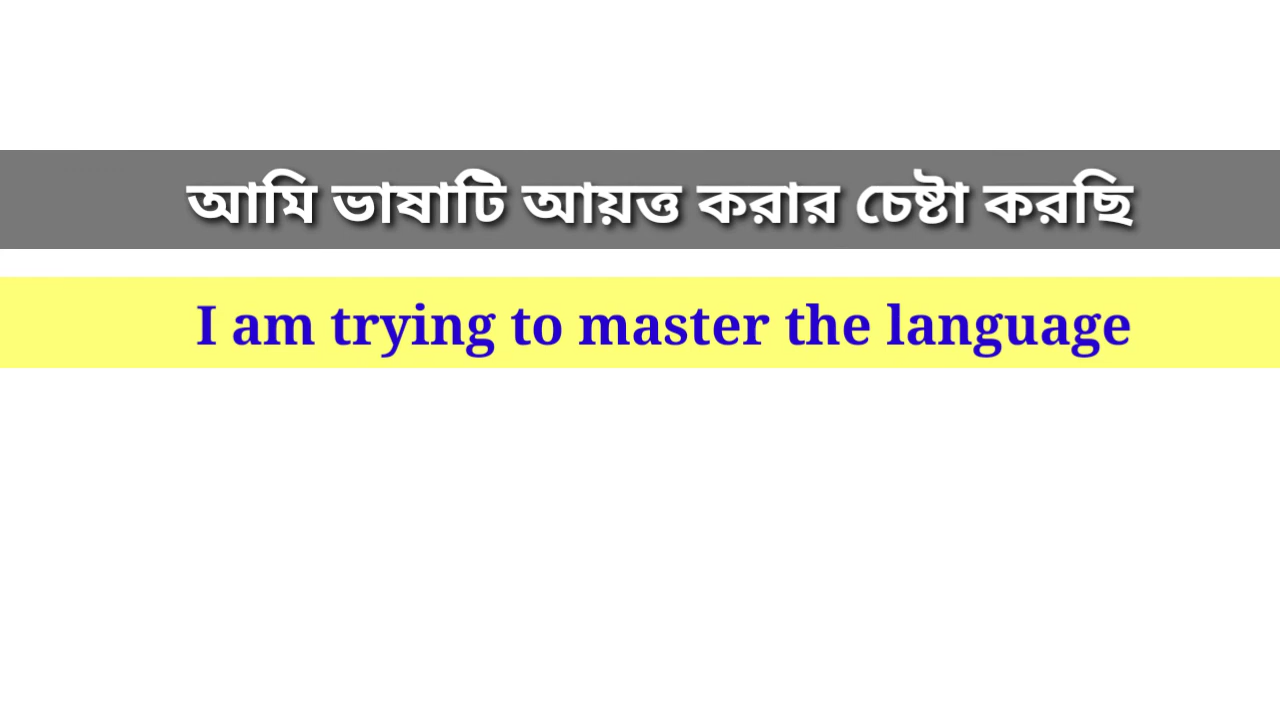 আমি ভাষাটি আয়ত্ত করার চেষ্টা করছি
I am trying to master the language